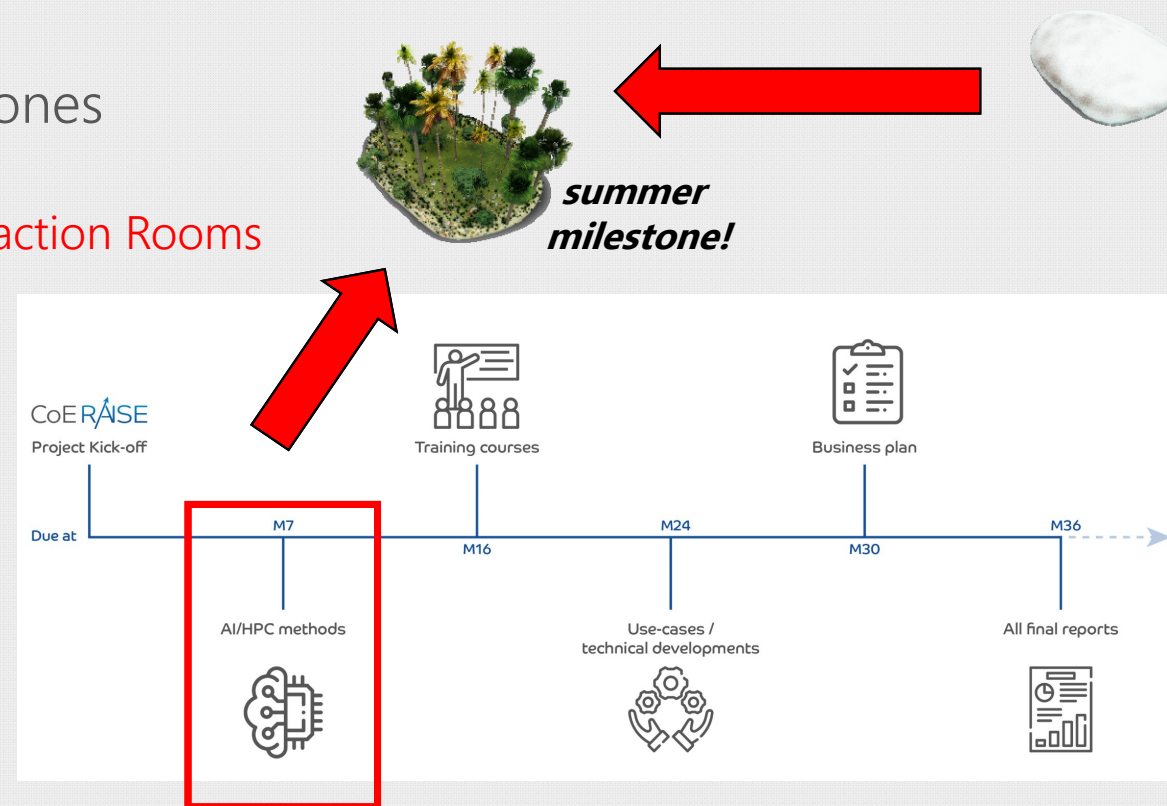 ones
action Rooms
summer
milestone!
CoE RAISE
Project Kick-off
Training courses
Business plan
Due at
M7
M16
M24
M30
M36
AI/HPC methods
Use-cases /
technical developments
All final reports